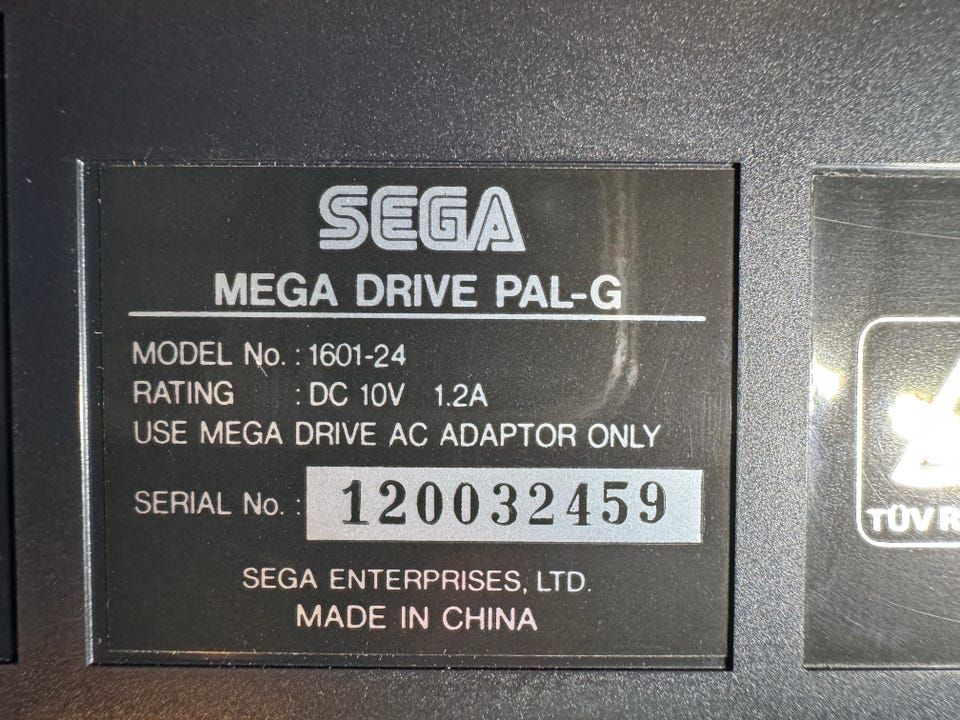 SEGA
MEGA DRIVE PAL-G
MODEL No. : 1601-24
RATING : DC 10V 1.2A
USE MEGA DRIVE AC ADAPTOR ONLY
SERIAL No. : 120032459
SEGA ENTERPRISES, LTD.
MADE IN CHINA
TÜV